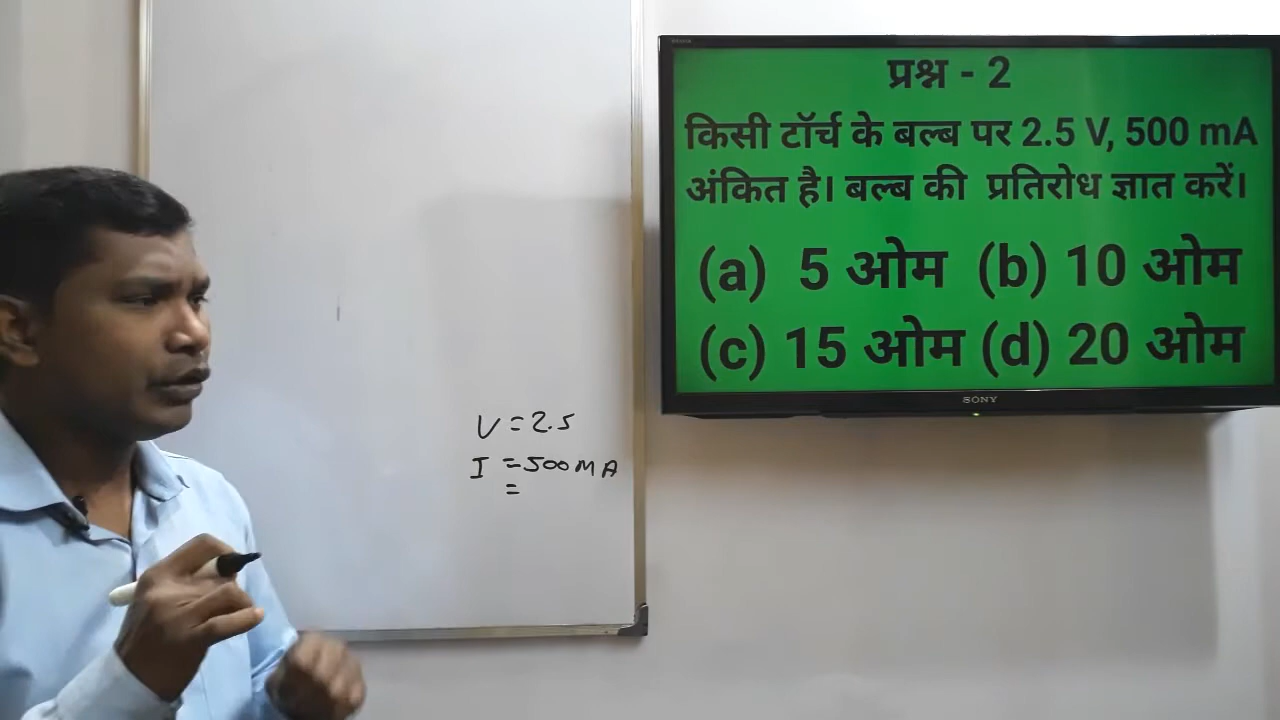 प्रश्न - 2
किसी टॉर्च के बल्ब पर 2.5 V, 500 mA
अंकित है। बल्ब की प्रतिरोध ज्ञात करें।
(a) 5 ओम (b) 10 ओम
(c) 15 ओम (d) 20 ओम
SONY
V = 2.5
I = 500 MA
=